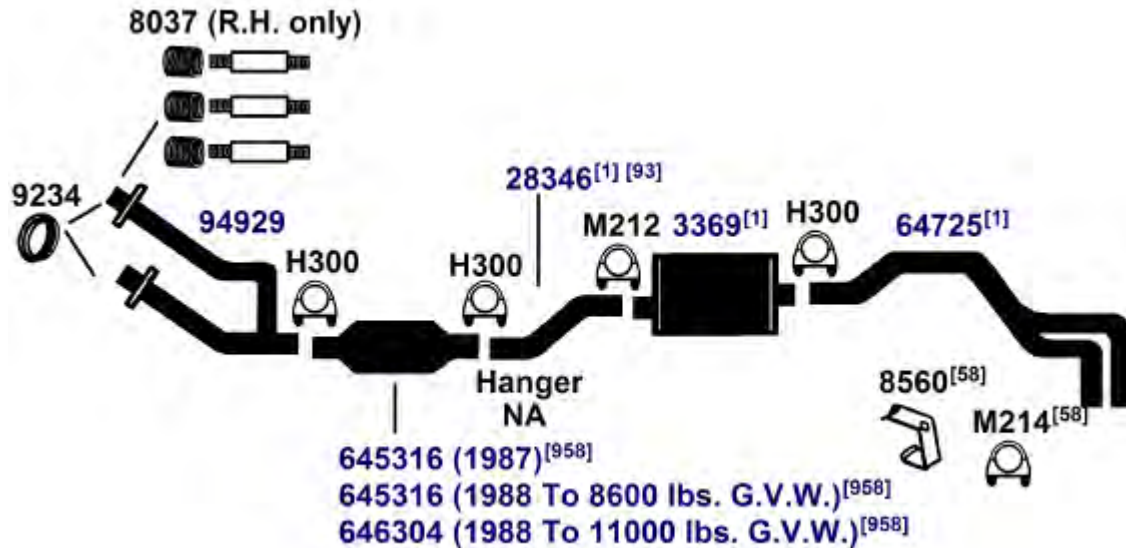 8037 (R.H. only)
28346[1] [93]
9234
94929
M212
3369[1]
H300
64725[1]
H300
H300
Hanger
NA
8560[58]
M214[58]
645316 (1987)[958]
645316 (1988 To 8600 lbs. G.V.W.)[958]
646304 (1988 To 11000 lbs. G.V.W.)[958]